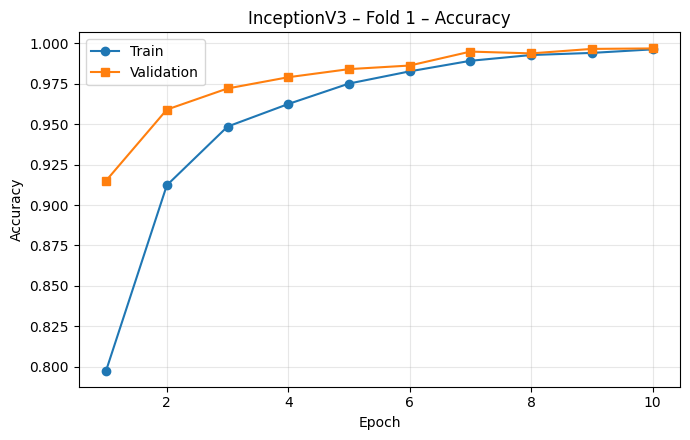 InceptionV3 – Fold 1 – Accuracy
Train
Validation
Accuracy
1.000
0.975
0.950
0.925
0.900
0.875
0.850
0.825
0.800
2
4
6
8
10
Epoch